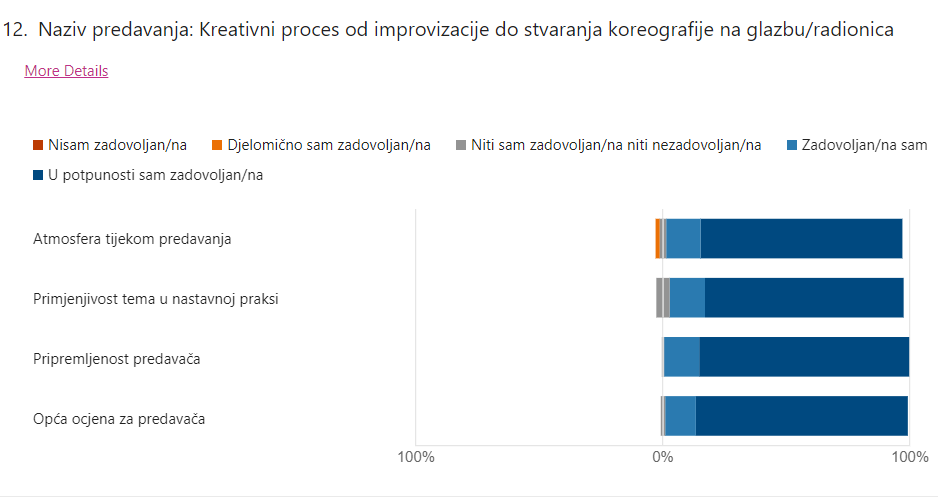 12. Naziv predavanja: Kreativni proces od improvizacije do stvaranja koreografije na glazbu/radionica
More Details
Nisam zadovoljan/na Djelomično sam zadovoljan/na Niti sam zadovoljan/na niti nezadovoljan/na Zadovoljan/na sam
U potpunosti sam zadovoljan/na
Atmosfera tijekom predavanja
Primjenjivost tema u nastavnoj praksi
Pripremljenost predavača
Opća ocjena za predavača
100% 0% 100%